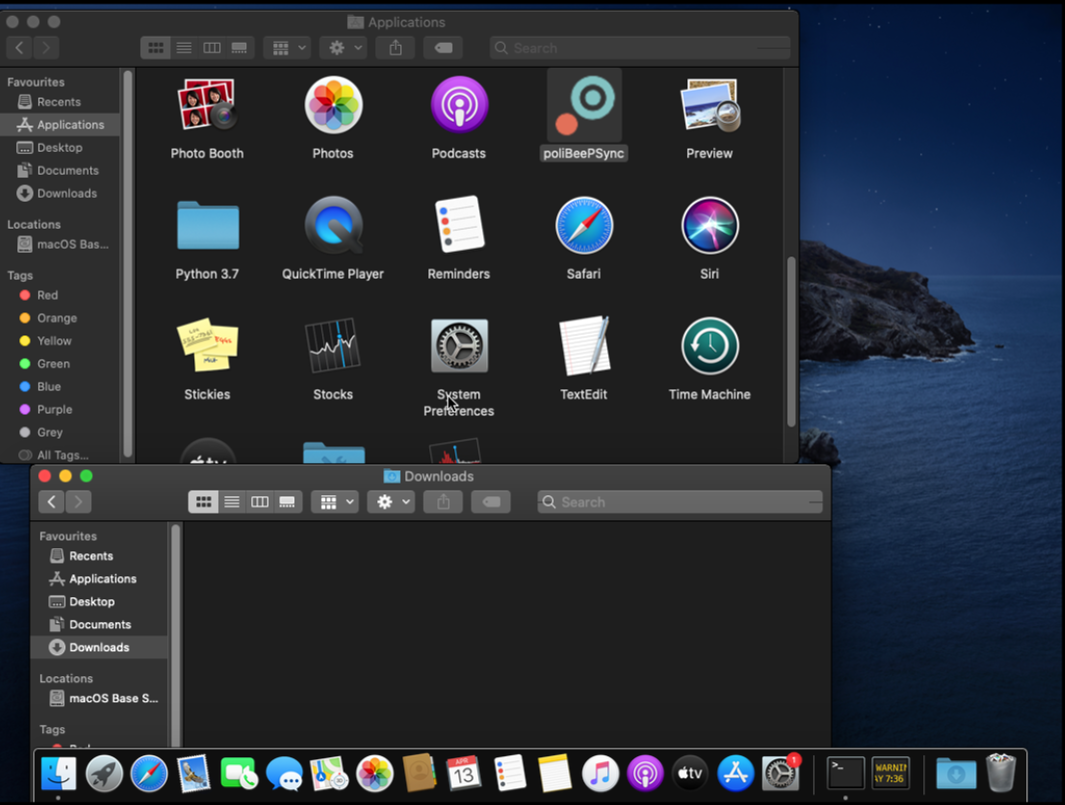 Applications
Search
Favourites
Recents
Applications
Desktop
Documents
Downloads
Locations
macOS Bas...
Tags
Red
Orange
Yellow
Green
Blue
Purple
Grey
All Tags...
Photo Booth
Photos
Podcasts
poliBeePSync
Preview
Python 3.7
QuickTime Player
Reminders
Safari
Siri
Stickies
Stocks
System
Preferences
TextEdit
Time Machine
Downloads
Search
Favourites
Recents
Applications
Desktop
Documents
Downloads
Locations
macOS Base S...
Tags
APR
13
tv
1
>_
WARNIN
AY 7:36